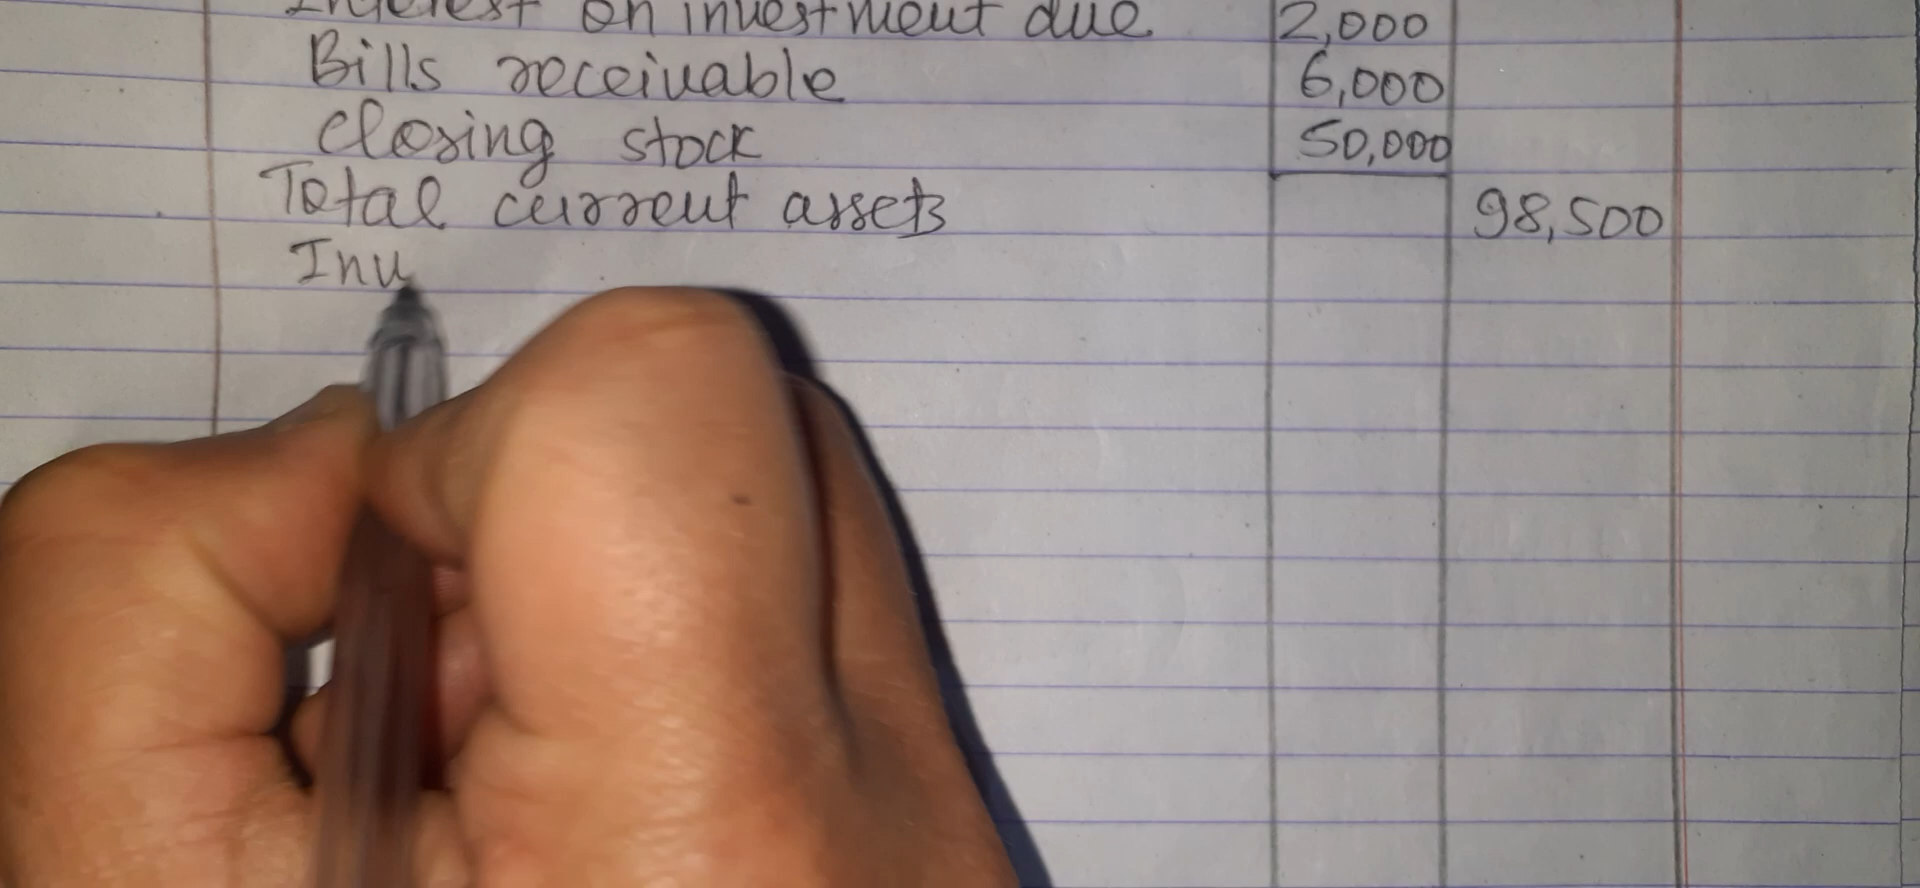 Interest on investment due 2,000
Bills receivable 6,000
Closing stock 50,000
Total current assets 98,500
Inv